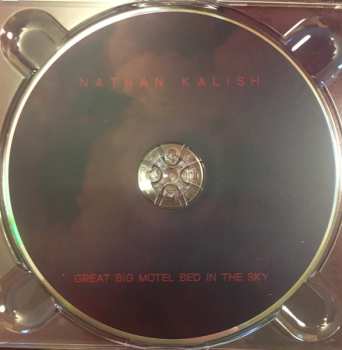 NATHAN KALISH
GREAT BIG MOTEL BED IN THE SKY